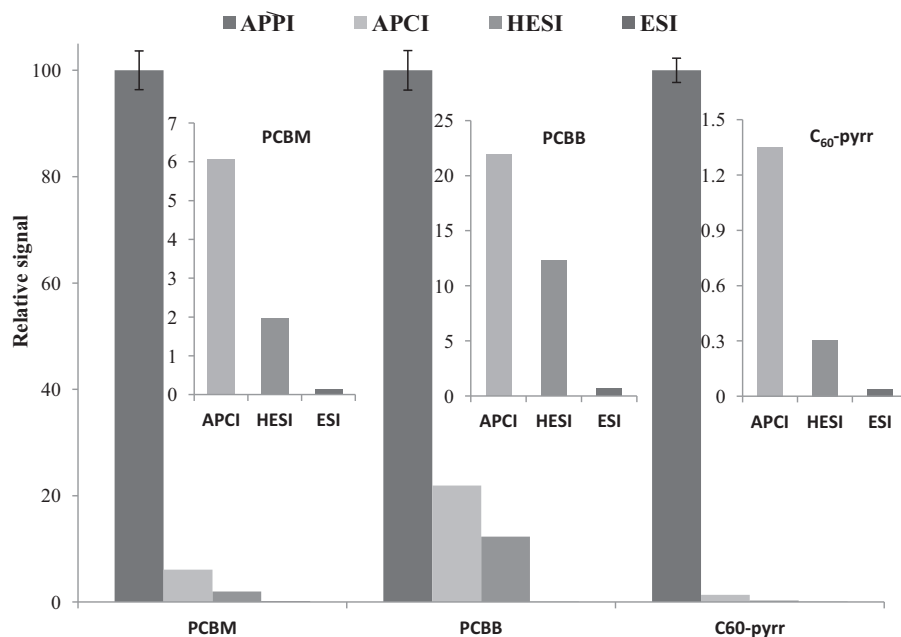 APPI APCI HESI ESI
Relative signal
100
80
60
40
20
0
PCBM
7
6
5
4
3
2
1
0
APCI HESI ESI
PCBB
25
20
15
10
5
0
APCI HESI ESI
C₆₀-pyrr
1.5
1.2
0.9
0.6
0.3
0
APCI HESI ESI
PCBM PCBB C60-pyrr